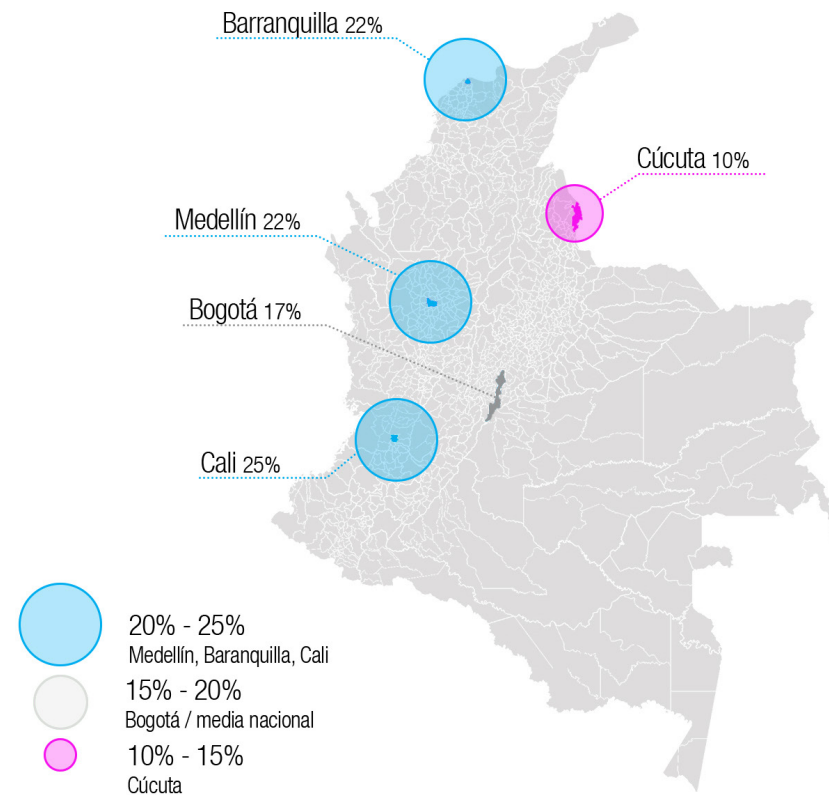 Barranquilla 22%
Cúcuta 10%
Medellín 22%
Bogotá 17%
Cali 25%
20% - 25%
Medellín, Baranquilla, Cali
15% - 20%
Bogotá / media nacional
10% - 15%
Cúcuta